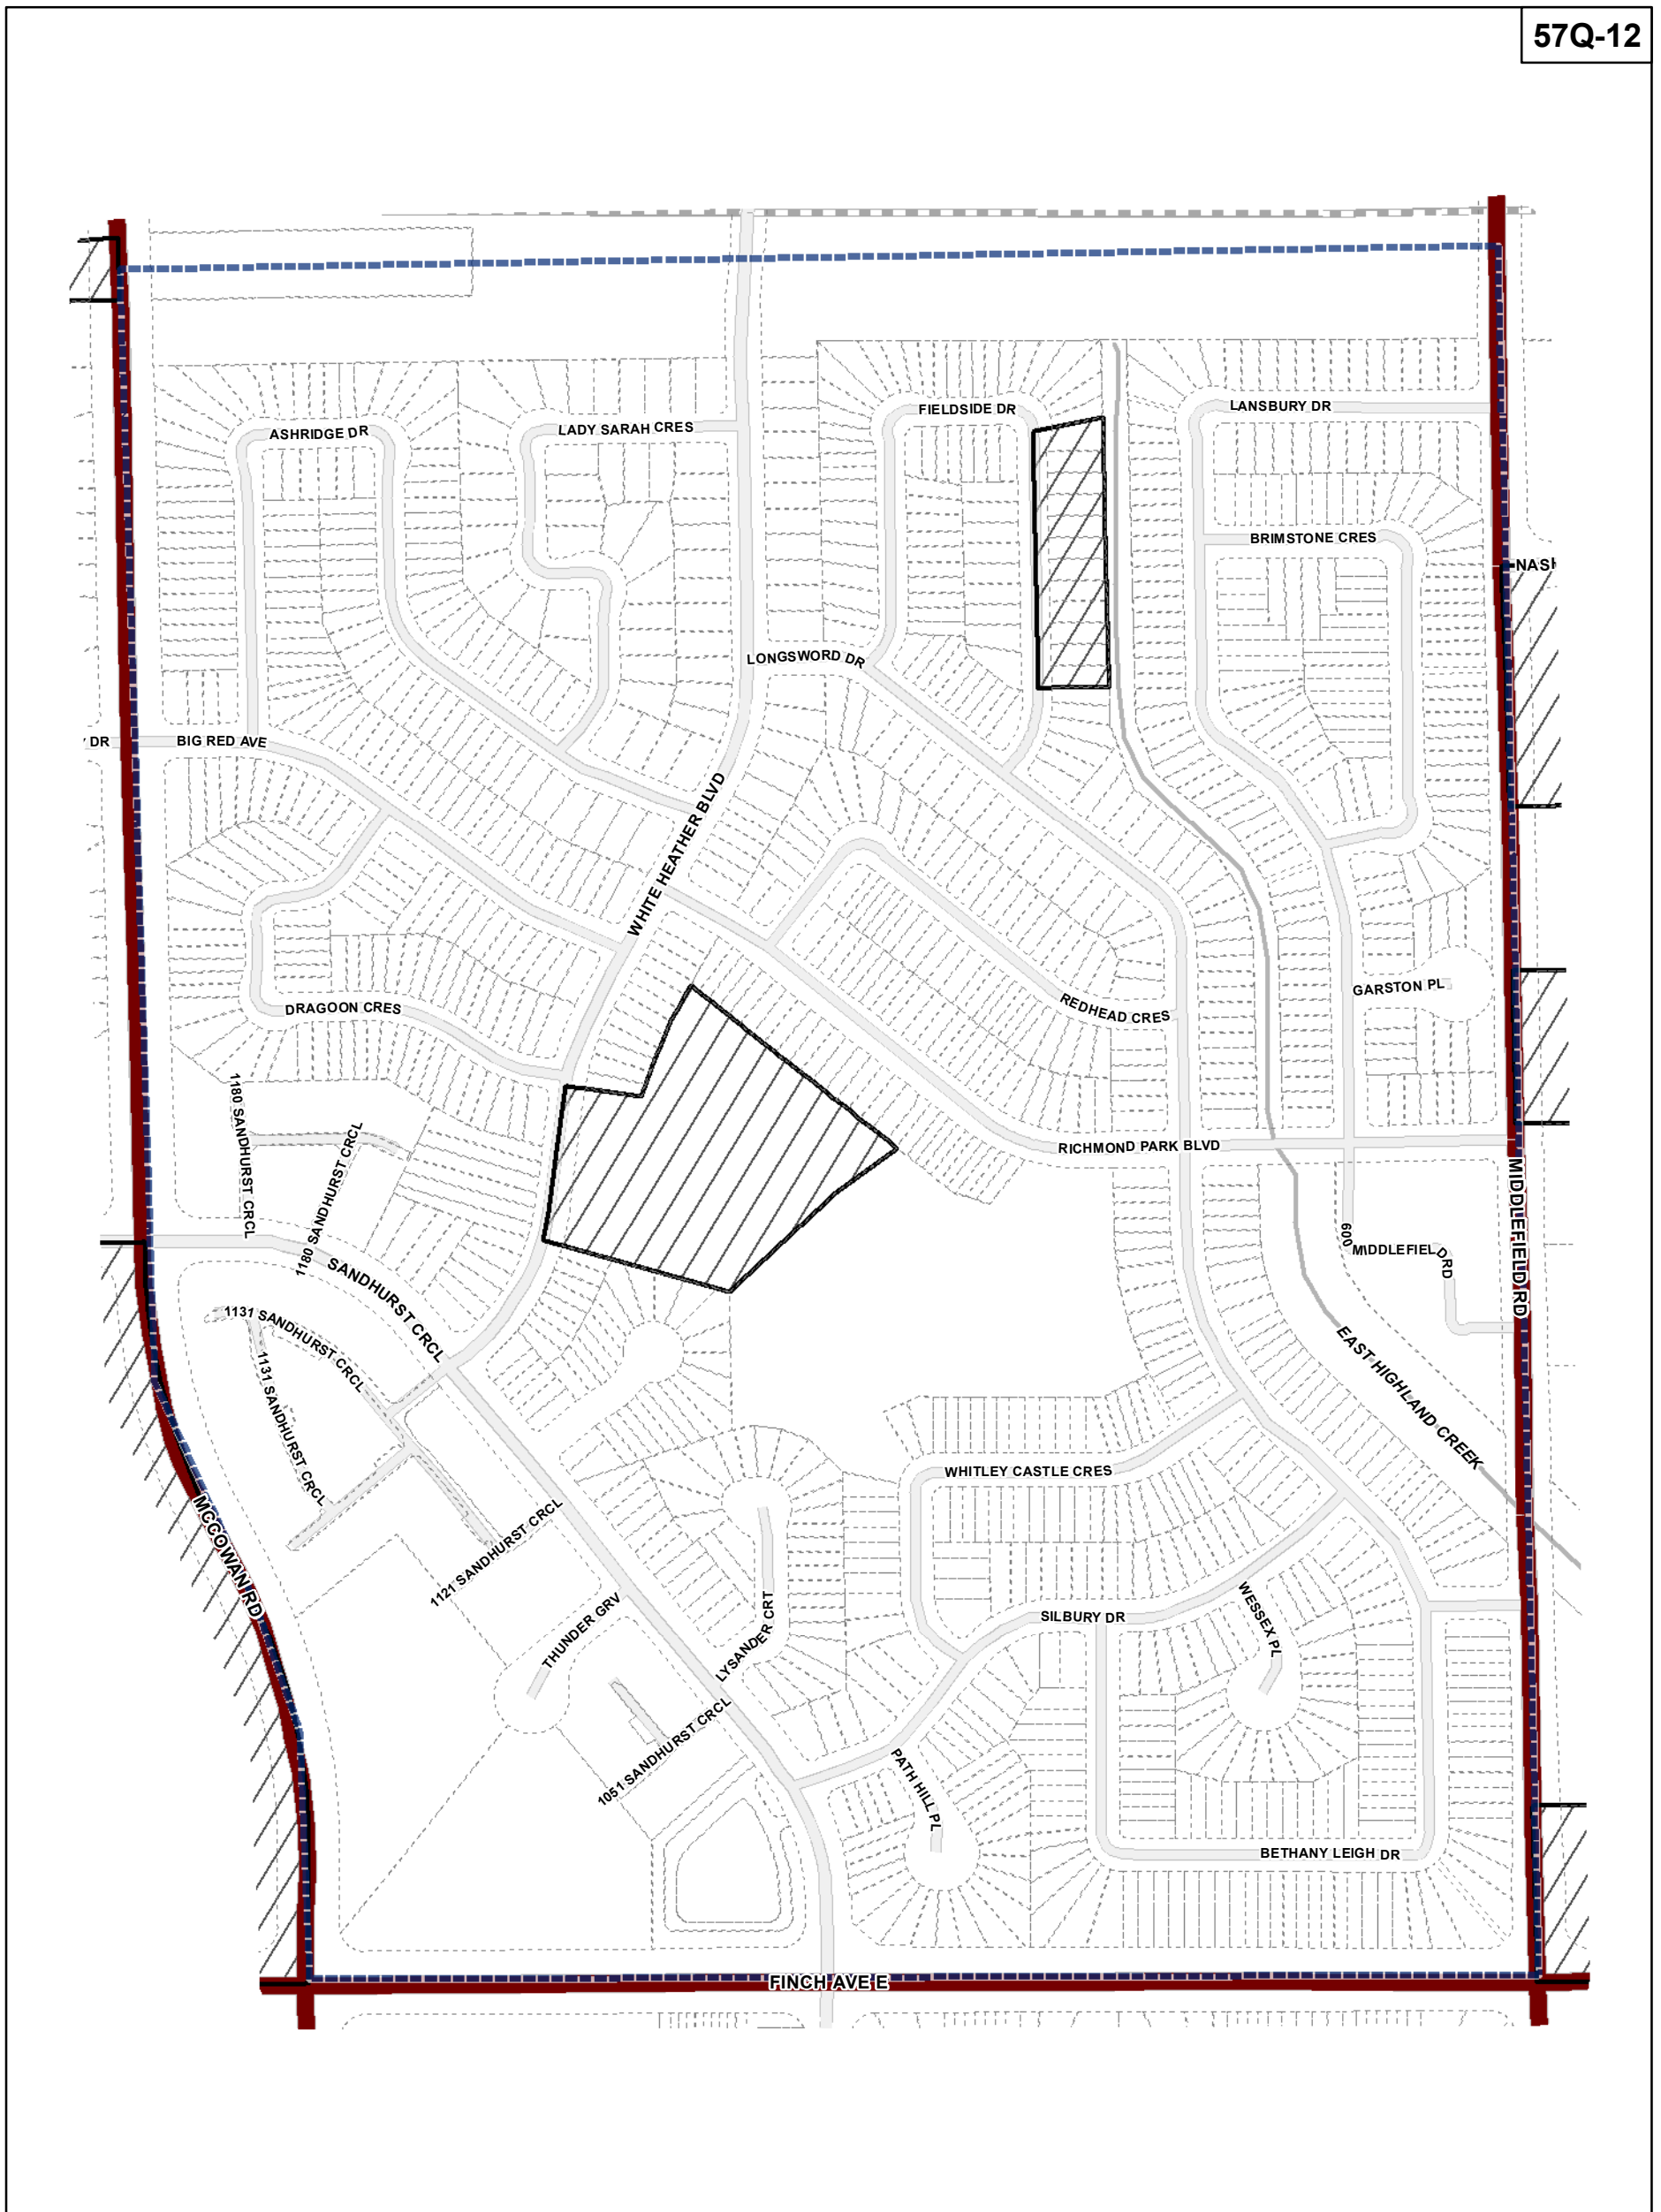 57Q-12
FIELDSIDE DR
LANSBURY DR
ASHRIDGE DR
LADY SARAH CRES
BRIMSTONE CRES
NASI
LONGSWORD DR
DR
BIG RED AVE
WHITE HEATHER BLVD
GARSTON PL
DRAGOON CRES
REDHEAD CRES
1180 SANDHURST CRCL
1180 SANDHURST CRCL
RICHMOND PARK BLVD
MIDDLEFIELD RD
600 MIDDLEFIELD RD
SANDHURST CRCL
1131 SANDHURST CRCL
1131 SANDHURST CRCL
EAST HIGHLAND CREEK
WHITLEY CASTLE CRES
MCCOWAN RD
1121 SANDHURST CRCL
THUNDER GRV
LYSANDER CRT
SILBURY DR
WESSEX PL
1051 SANDHURST CRCL
PATH HILL PL
BETHANY LEIGH DR
FINCH AVE E